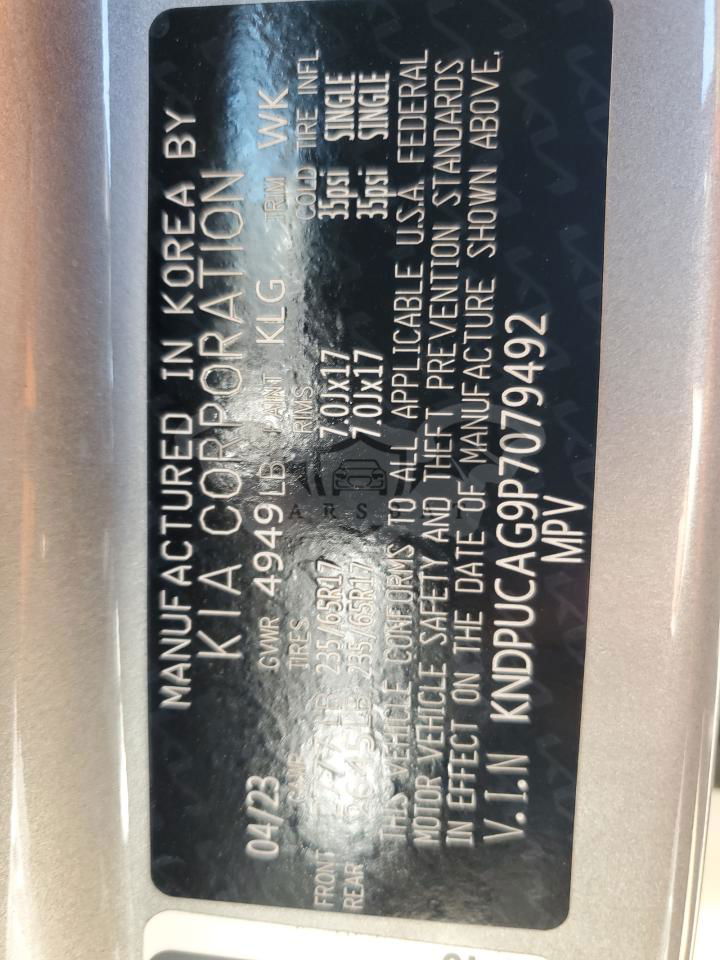 MANUFACTURED IN KOREA BY
KIA CORPORATION
04/23 GVWR 4949LB PAINT KLG TRIM WK
GAWR TIRES RIMS COLD TIRE INFL
FRONT LB 235/65R17 7.0Jx17 35psi SINGLE
REAR 2645LB 235/65R17 7.0Jx17 35psi SINGLE
THIS VEHICLE CONFORMS TO ALL APPLICABLE U.S.A. FEDERAL
MOTOR VEHICLE SAFETY AND THEFT PREVENTION STANDARDS
IN EFFECT ON THE DATE OF MANUFACTURE SHOWN ABOVE.
V.I.N KNDPUCAG9P7079492
MPV